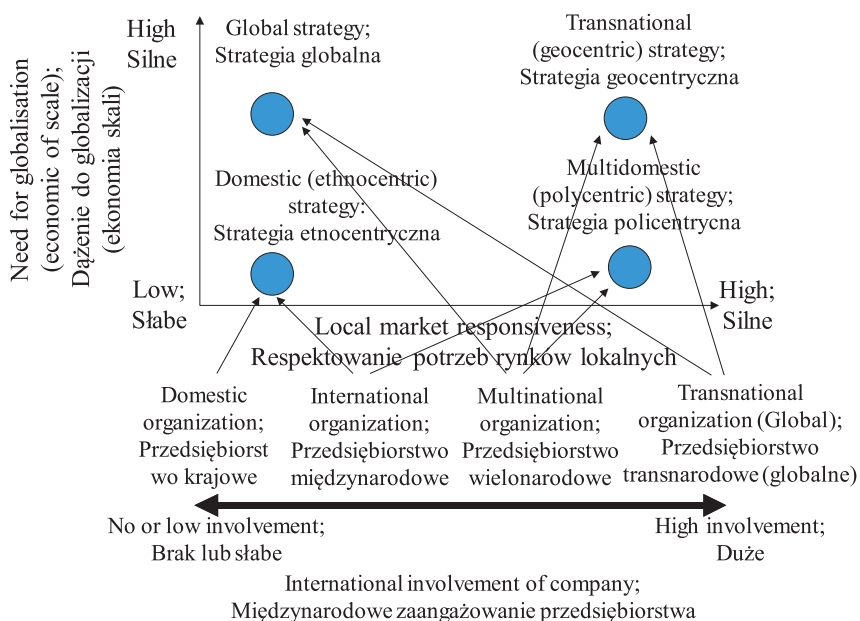 High
Silne
Need for globalisation
(economic of scale);
Dążenie do globalizacji
(ekonomia skali)
Global strategy;
Strategia globalna
Transnational
(geocentric) strategy;
Strategia geocentryczna
Domestic (ethnocentric)
strategy:
Strategia etnocentryczna
Multidomestic
(polycentric) strategy;
Strategia policentrycna
Low;
Słabe
High;
Silne
Local market responsiveness;
Respektowanie potrzeb rynków lokalnych
Domestic
organization;
Przedsiębiorst
wo krajowe
International
organization;
Przedsiębiorstwo
międzynarodowe
Multinational
organization;
Przedsiębiorstwo
wielonarodowe
Transnational
organization (Global);
Przedsiębiorstwo
transnarodowe (globalne)
No or low involvement;
Brak lub słabe
High involvement;
Duże
International involvement of company;
Międzynarodowe zaangażowanie przedsiębiorstwa